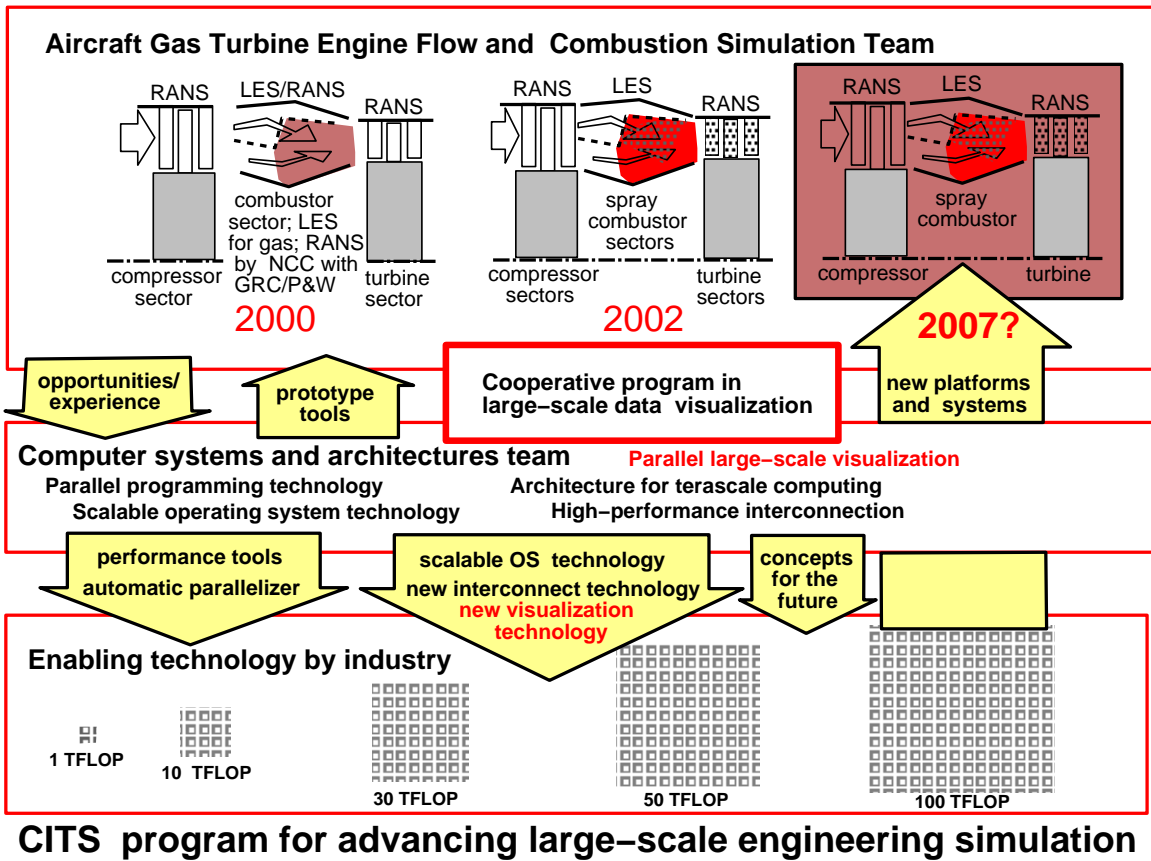 Aircraft Gas Turbine Engine Flow and Combustion Simulation Team
RANS
LES/RANS
RANS
combustor
sector; LES
for gas; RANS
by NCC with
GRC/P&W
compressor
sector
turbine
sector
2000
RANS
LES
RANS
spray
combustor
sectors
compressor
sectors
turbine
sectors
2002
RANS
LES
RANS
spray
combustor
compressor
turbine
2007?
new platforms
and systems
opportunities/
experience
prototype
tools
Cooperative program in
large−scale data visualization
Computer systems and architectures team
Parallel large−scale visualization
Parallel programming technology
Architecture for terascale computing
Scalable operating system technology
High−performance interconnection
performance tools
automatic parallelizer
scalable OS technology
new interconnect technology
new visualization
technology
concepts
for the
future
Enabling technology by industry
1 TFLOP
10 TFLOP
30 TFLOP
50 TFLOP
100 TFLOP
CITS program for advancing large−scale engineering simulation